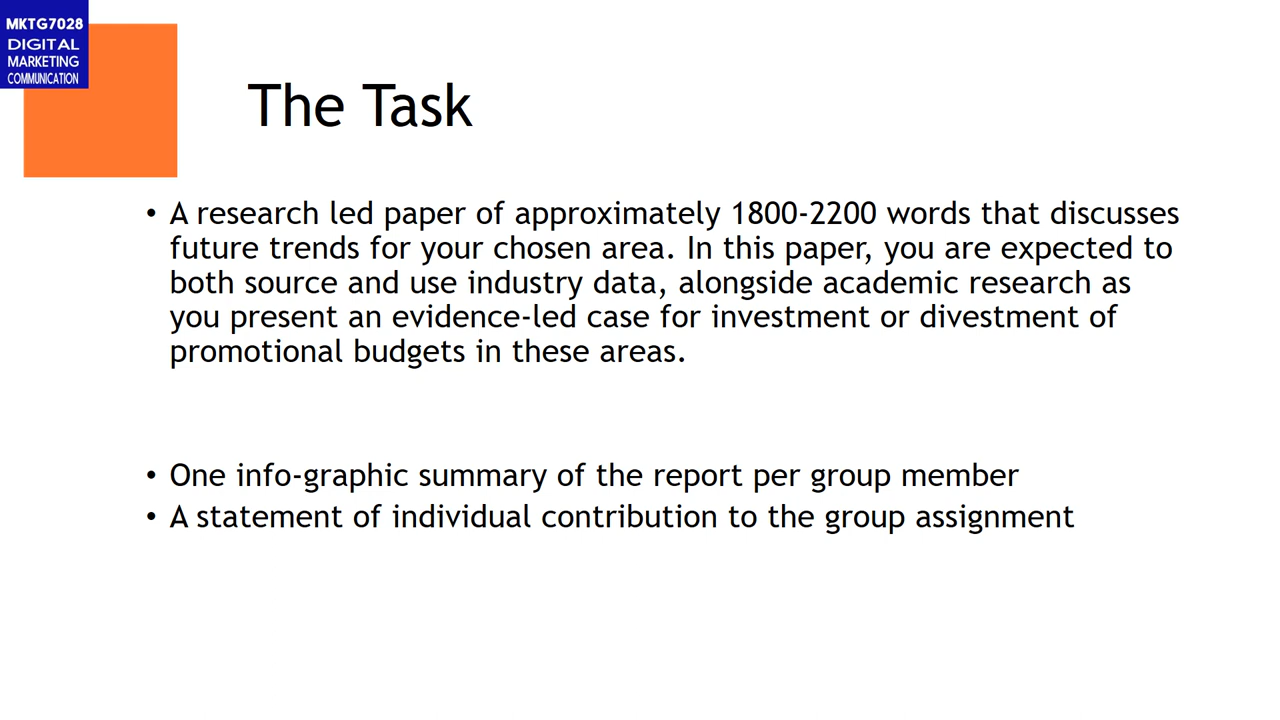 MKTG7028
DIGITAL
MARKETING
COMMUNICATION
The Task
• A research led paper of approximately 1800-2200 words that discusses
future trends for your chosen area. In this paper, you are expected to
both source and use industry data, alongside academic research as
you present an evidence-led case for investment or divestment of
promotional budgets in these areas.
• One info-graphic summary of the report per group member
• A statement of individual contribution to the group assignment